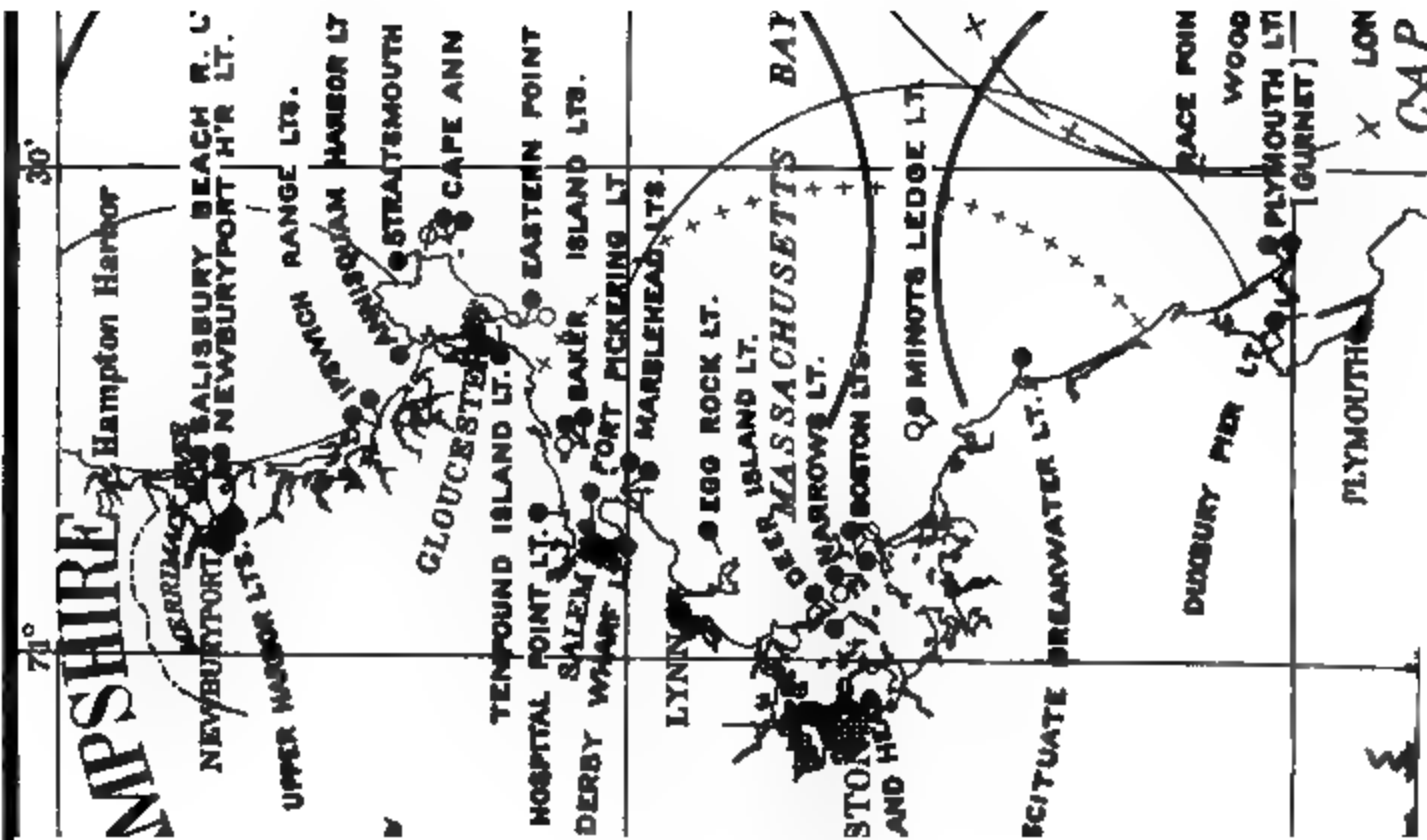 30'
71°
MPSHIRE
Hampton Harbor
SALISBURY BEACH R. L
NEWBURYPORT H'R LT.
MERRIMAC
NEWBURYPORT
UPPER HARBOR LTS.
IPSWICH RANGE LTS.
ANNISQUAM HARBOR LT
STRAITSMOUTH
CAPE ANN
GLOUCESTER
EASTERN POINT
TENPOUND ISLAND LT.
HOSPITAL POINT LT.
BAKER ISLAND LTS.
SALEM
DERBY WHARF L
FORT PICKERING LT
MARBLEHEAD LTS.
LYNN
EGG ROCK LT.
DEER ISLAND LT.
MASSACHUSETTS BAY
NARROWS LT.
BOSTON LTS.
STON
AND HE
MINOTS LEDGE LT.
SCITUATE BREAKWATER LT.
RACE POIN
WOOD
PLYMOUTH LTS
[GURNET]
DUXBURY PIER LT
PLYMOUTH
LON
CAP